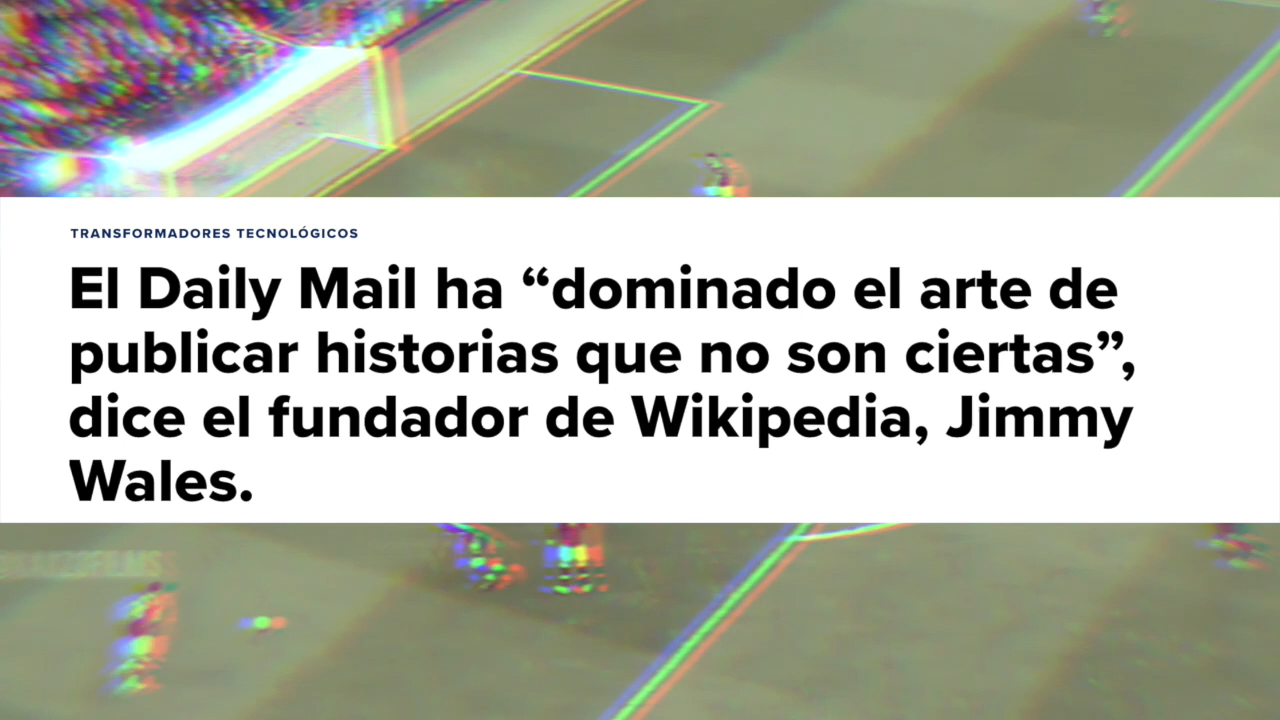 TRANSFORMADORES TECNOLÓGICOS
El Daily Mail ha “dominado el arte de
publicar historias que no son ciertas”,
dice el fundador de Wikipedia, Jimmy
Wales.